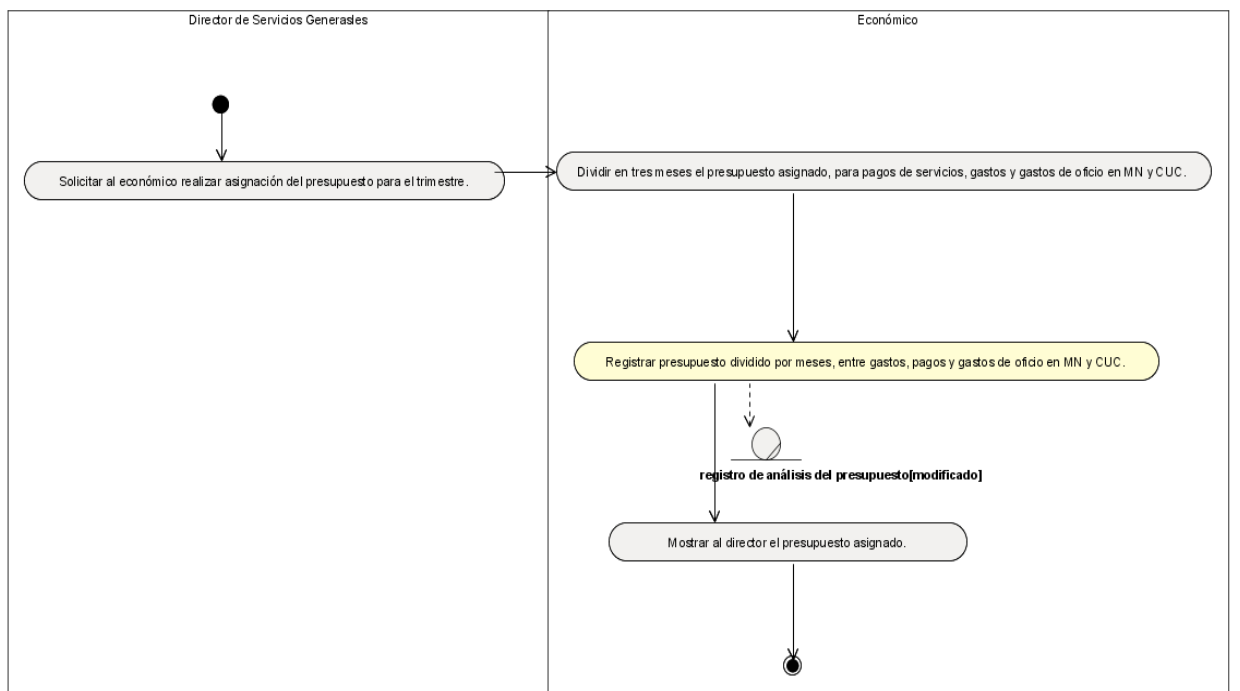 Director de Servicios Generasles
Económico
Solicitar al económico realizar asignación del presupuesto para el trimestre.
Dividir en tres meses el presupuesto asignado, para pagos de servicios, gastos y gastos de oficio en MN y CUC.
Registrar presupuesto dividido por meses, entre gastos, pagos y gastos de oficio en MN y CUC.
registro de análisis del presupuesto[modificado]
Mostrar al director el presupuesto asignado.